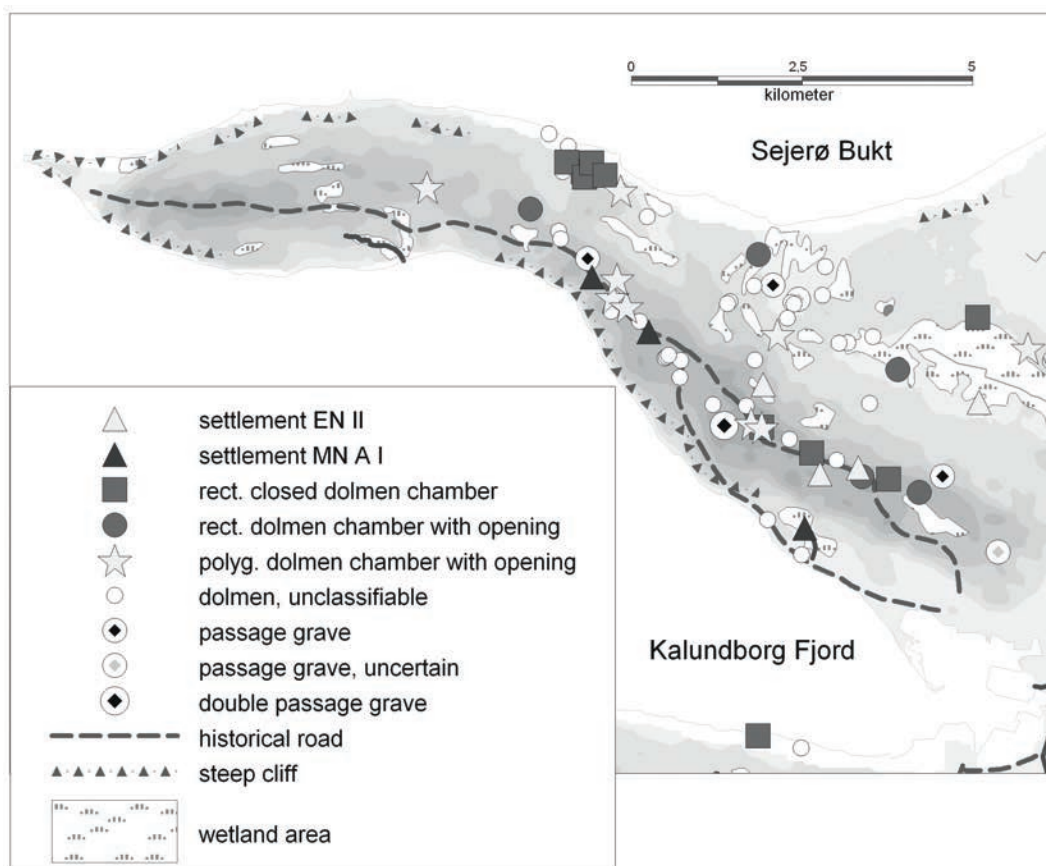 0 2.5 5
kilometer
Sejerø Bukt
settlement EN II
settlement MN A I
rect. closed dolmen chamber
rect. dolmen chamber with opening
polyg. dolmen chamber with opening
dolmen, unclassifiable
passage grave
passage grave, uncertain
double passage grave
historical road
steep cliff
wetland area
Kalundborg Fjord